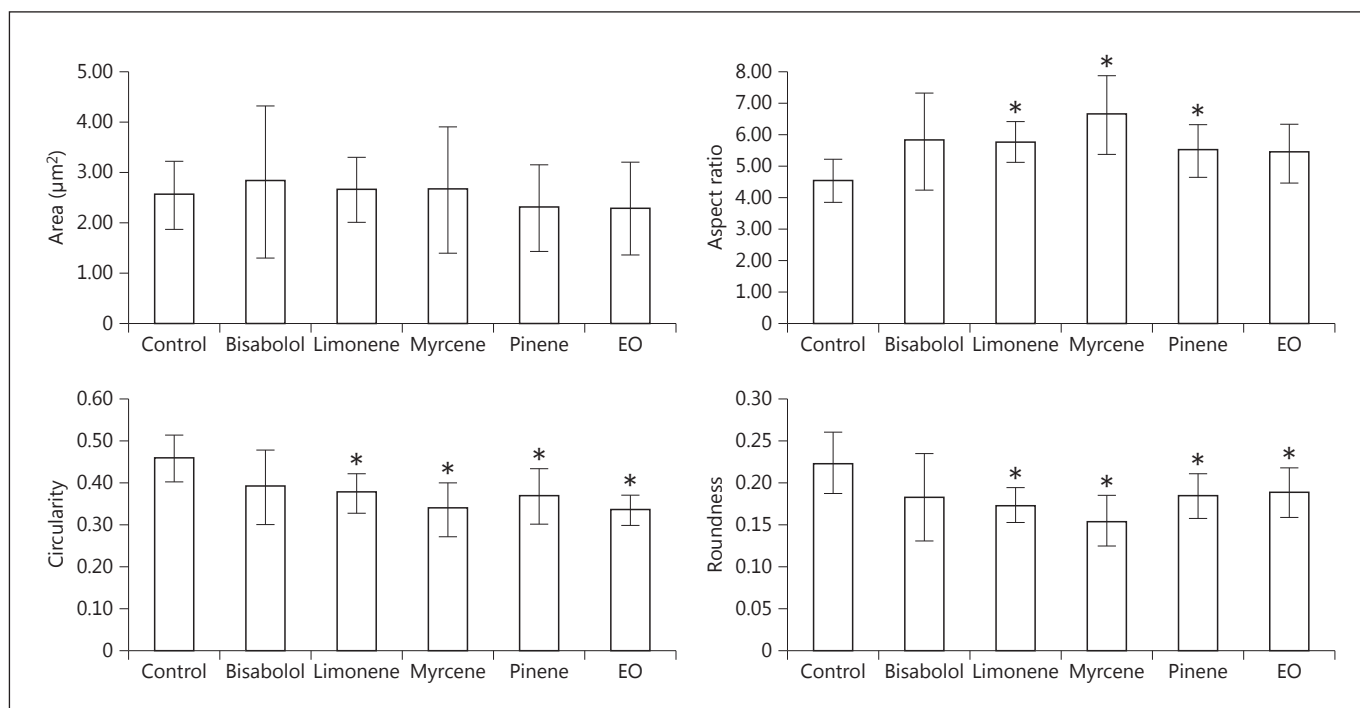 5.00
4.00
3.00
2.00
1.00
0
Area (µm²)
Control Bisabolol Limonene Myrcene Pinene EO
8.00
7.00
6.00
5.00
4.00
3.00
2.00
1.00
0
Aspect ratio
* * *
Control Bisabolol Limonene Myrcene Pinene EO
0.60
0.50
0.40
0.30
0.20
0.10
0
Circularity
* * * *
Control Bisabolol Limonene Myrcene Pinene EO
0.30
0.25
0.20
0.15
0.10
0.05
0
Roundness
* * * *
Control Bisabolol Limonene Myrcene Pinene EO